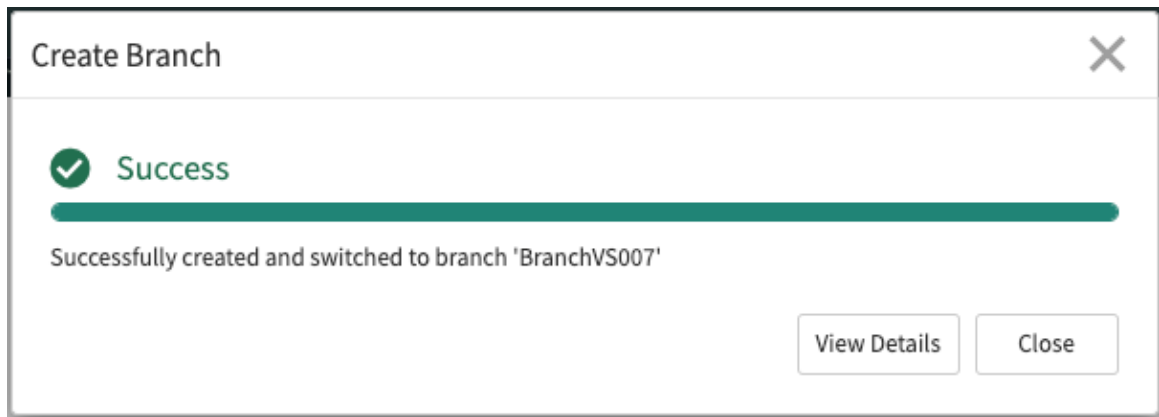 Create Branch
Success
Successfully created and switched to branch 'BranchVS007'
View Details Close